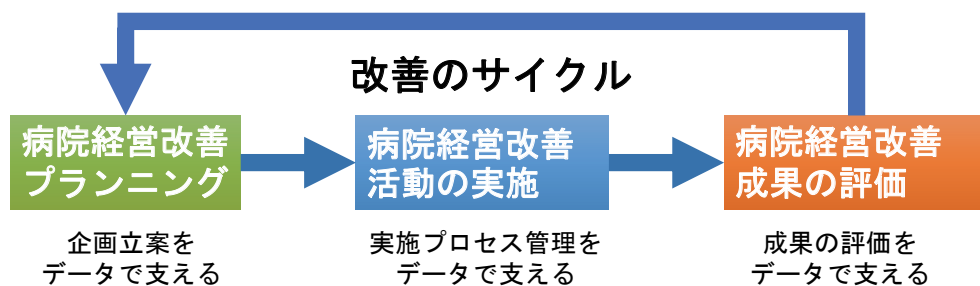 改善のサイクル
病院経営改善
プランニング
病院経営改善
活動の実施
病院経営改善
成果の評価
企画立案を
データで支える
実施プロセス管理を
データで支える
成果の評価を
データで支える